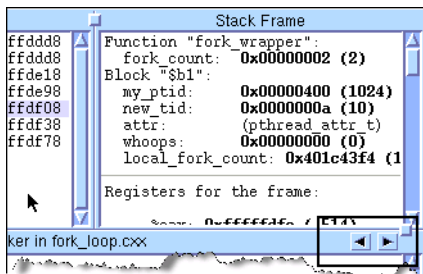 Stack Frame
ffddd8
ffddd8
ffde18
ffde98
ffdf08
ffdf38
ffdf78
Function "fork_wrapper":
fork_count: 0x00000002 (2)
Block "$b1":
my_ptid: 0x00000400 (1024)
new_tid: 0x0000000a (10)
attr: (pthread_attr_t)
whoops: 0x00000000 (0)
local_fork_count: 0x401c43f4 (1
Registers for the frame:
ker in fork_loop.cxx